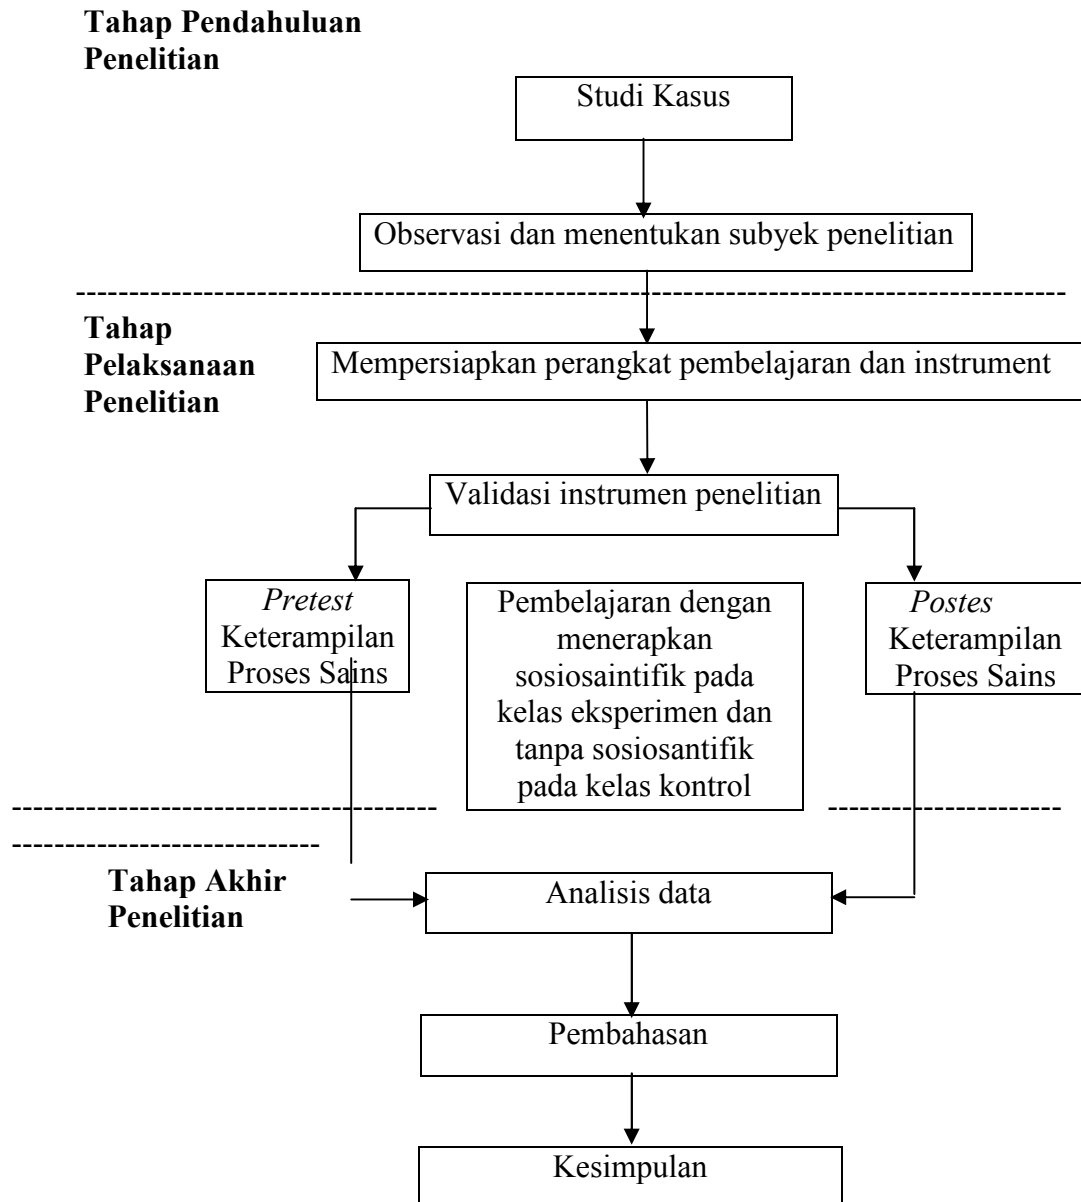 Tahap Pendahuluan
Penelitian
Studi Kasus
Observasi dan menentukan subyek penelitian
Tahap
Pelaksanaan
Penelitian
Mempersiapkan perangkat pembelajaran dan instrument
Validasi instrumen penelitian
Pretest
Keterampilan
Proses Sains
Pembelajaran dengan
menerapkan
sosiosaintifik pada
kelas eksperimen dan
tanpa sosiosantifik
pada kelas kontrol
Postes
Keterampilan
Proses Sains
Tahap Akhir
Penelitian
Analisis data
Pembahasan
Kesimpulan